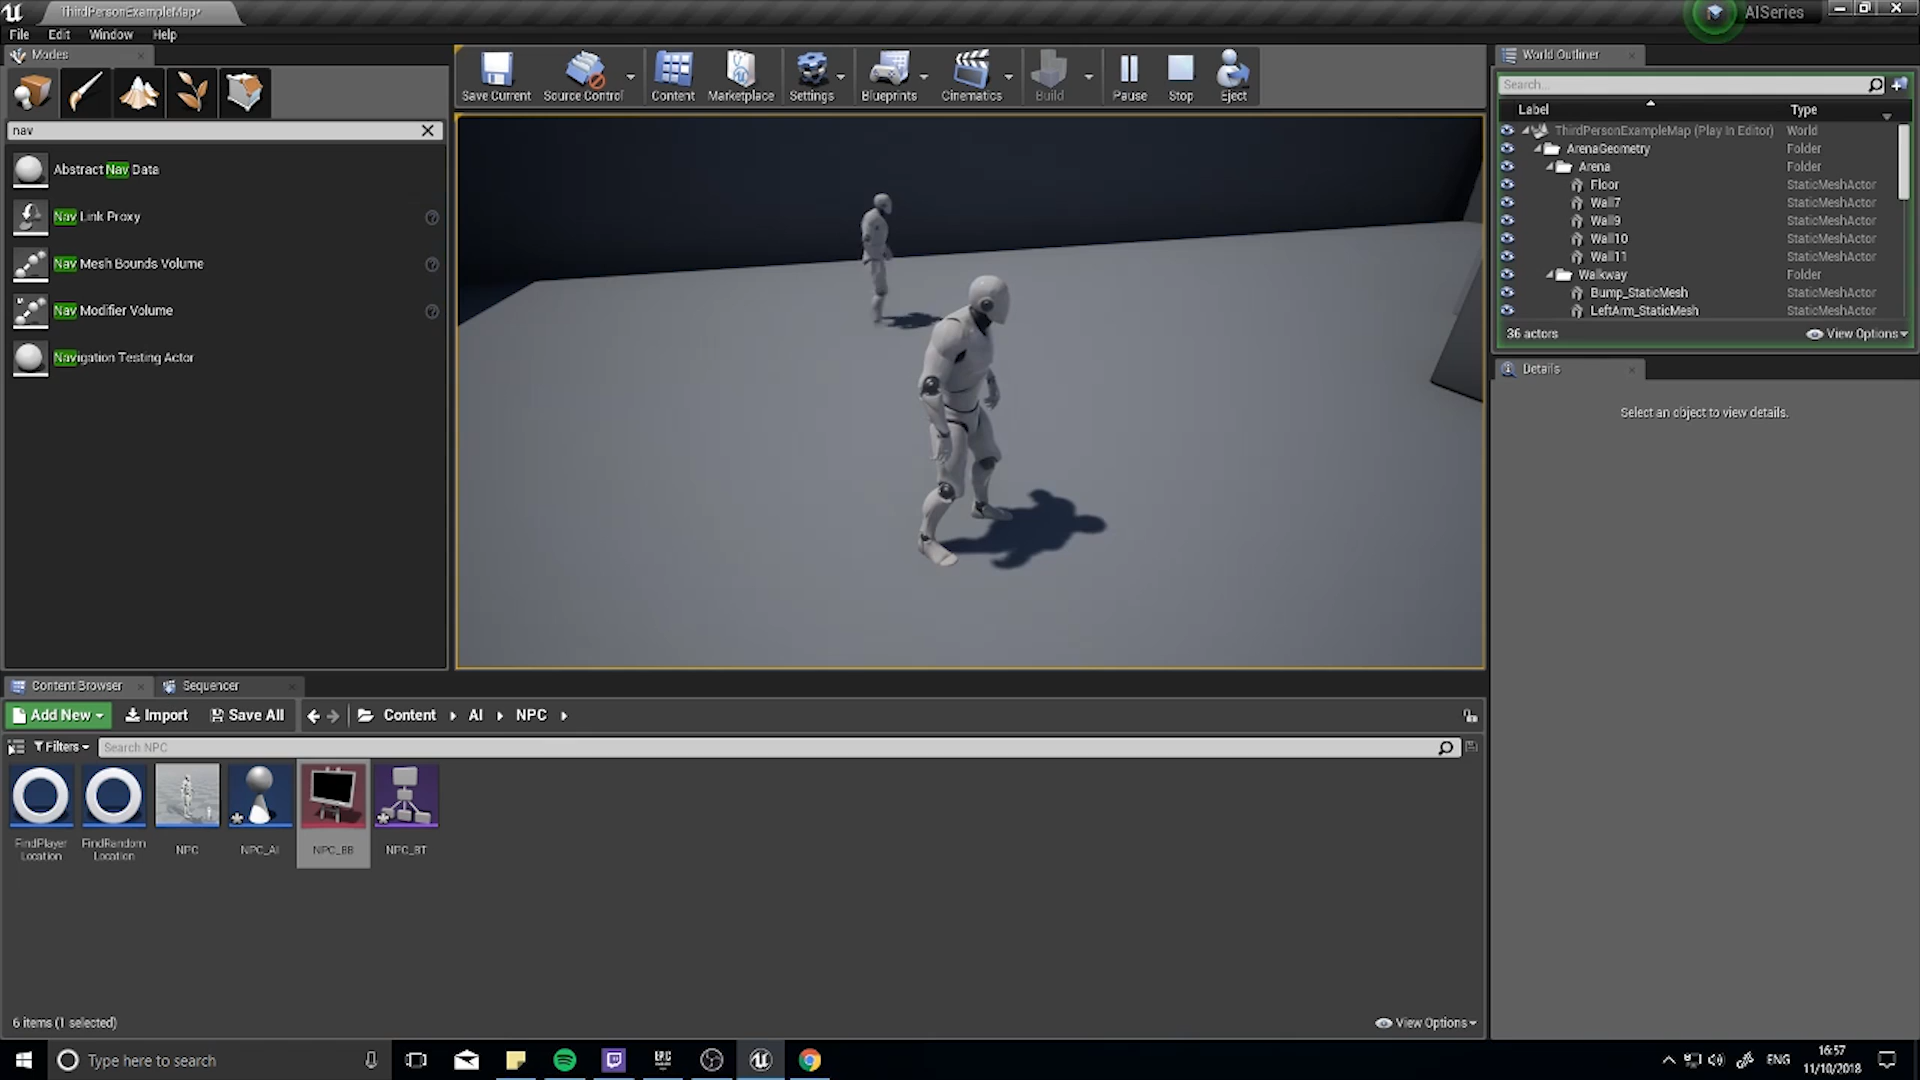 ThirdPersonExampleMap*
AISeries
File Edit Window Help
Modes
nav
Abstract Nav Data
Nav Link Proxy
Nav Mesh Bounds Volume
Nav Modifier Volume
Navigation Testing Actor
Save Current
Source Control
Content
Marketplace
Settings
Blueprints
Cinematics
Build
Pause
Stop
Eject
World Outliner
Search...
Label Type
ThirdPersonExampleMap (Play In Editor) World
ArenaGeometry Folder
Arena Folder
Floor StaticMeshActor
Wall7 StaticMeshActor
Wall9 StaticMeshActor
Wall10 StaticMeshActor
Wall11 StaticMeshActor
Walkway Folder
Bump_StaticMesh StaticMeshActor
LeftArm_StaticMesh StaticMeshActor
36 actors View Options
Details
Select an object to view details.
Content Browser
Sequencer
Add New Import Save All Content AI NPC
Filters Search NPC
FindPlayer
Location
FindRandom
Location
NPC
NPC_AI
NPC_BB
NPC_BT
6 items (1 selected)
View Options
Type here to search
EPIC
GAMES
ENG
16:57
11/10/2018